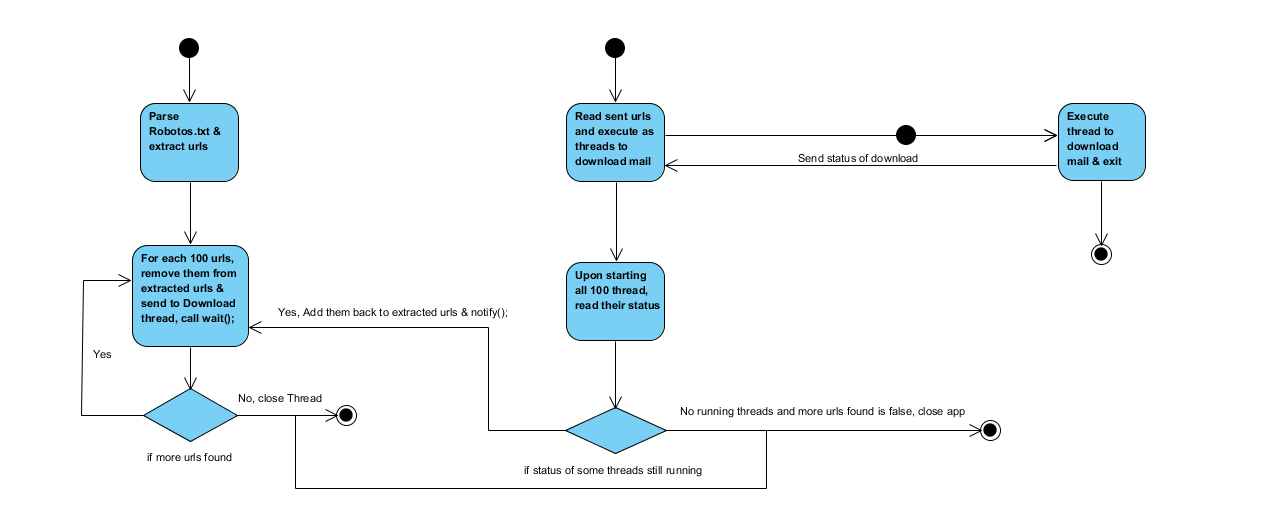 Parse
Robotos.txt &
extract urls
Read sent urls
and execute as
threads to
download mail
Execute
thread to
download
mail & exit
Send status of download
For each 100 urls,
remove them from
extracted urls &
send to Download
thread, call wait();
Upon starting
all 100 thread,
read their status
Yes, Add them back to extracted urls & notify();
Yes
No, close Thread
No running threads and more urls found is false, close app
if more urls found
if status of some threads still running